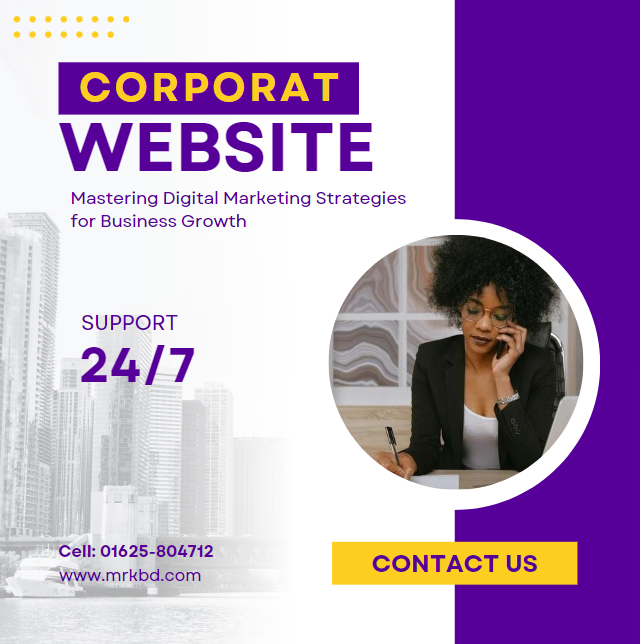 CORPORAT
WEBSITE
Mastering Digital Marketing Strategies
for Business Growth
SUPPORT
24/7
Cell: 01625-804712
www.mrkbd.com
CONTACT US